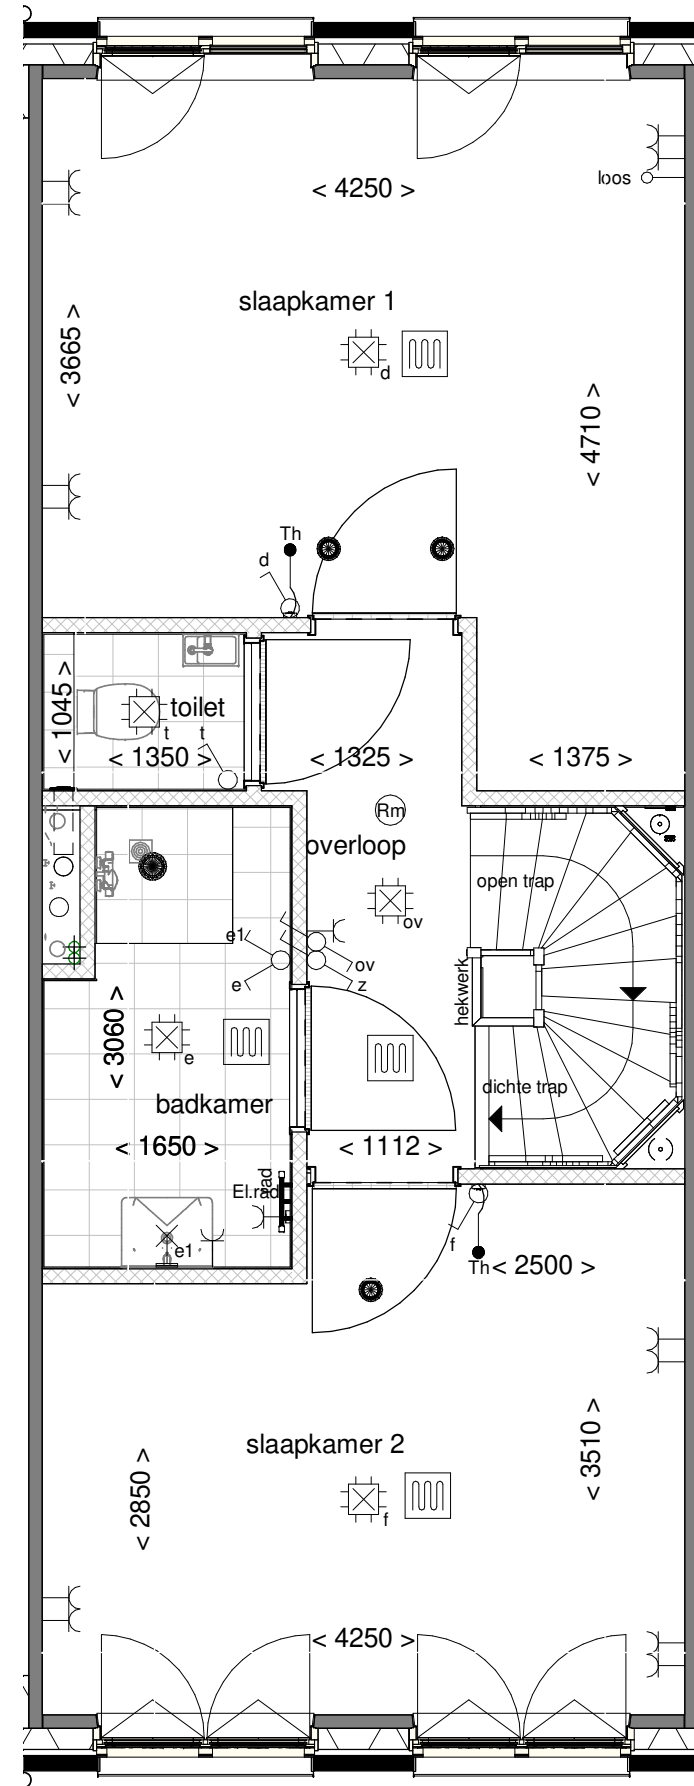 loos
< 4250 >
slaapkamer 1
< 3665 >
d
< 4710 >
Th
d
< 1045 >
toilet
t
t
< 1350 >
< 1325 >
< 1375 >
Rm
overloop
open trap
ov
e1
ov
e
z
hekwerk
< 3060 >
e
dichte trap
badkamer
< 1650 >
< 1112 >
El.rad
rad
e1
f
Th
< 2500 >
slaapkamer 2
< 3510 >
< 2850 >
f
< 4250 >